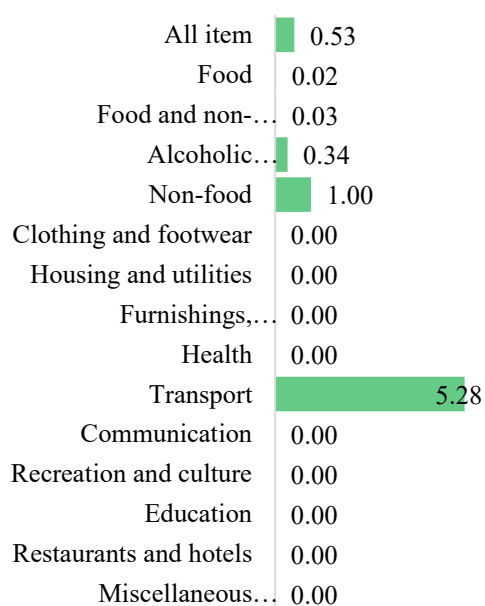 All item 0.53
Food 0.02
Food and non-… 0.03
Alcoholic… 0.34
Non-food 1.00
Clothing and footwear 0.00
Housing and utilities 0.00
Furnishings,… 0.00
Health 0.00
Transport 5.28
Communication 0.00
Recreation and culture 0.00
Education 0.00
Restaurants and hotels 0.00
Miscellaneous… 0.00